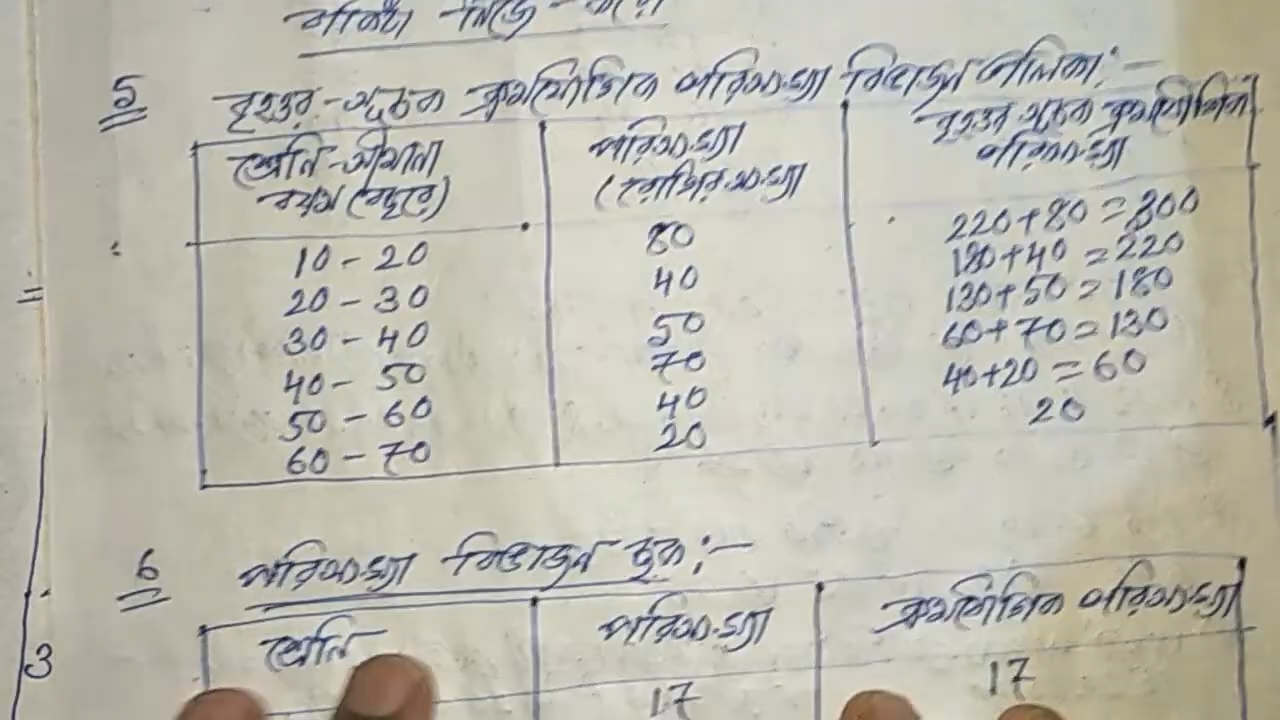 নিজে করো
5 বৃহত্তর-সূচক ক্রমযৌগিক পরিসংখ্যা বিভাজন তালিকা:-
শ্রেণি-সীমানা বয়স (বছরে) পরিসংখ্যা (রোগীর সংখ্যা) বৃহত্তর সূচক ক্রমযৌগিক পরিসংখ্যা
10 - 20 80 220+80=300
20 - 30 40 180+40=220
30 - 40 50 130+50=180
40 - 50 70 60+70=130
50 - 60 40 40+20=60
60 - 70 20 20
6 পরিসংখ্যা বিভাজন ছক:-
শ্রেণি পরিসংখ্যা ক্রমযৌগিক পরিসংখ্যা
17 17
3